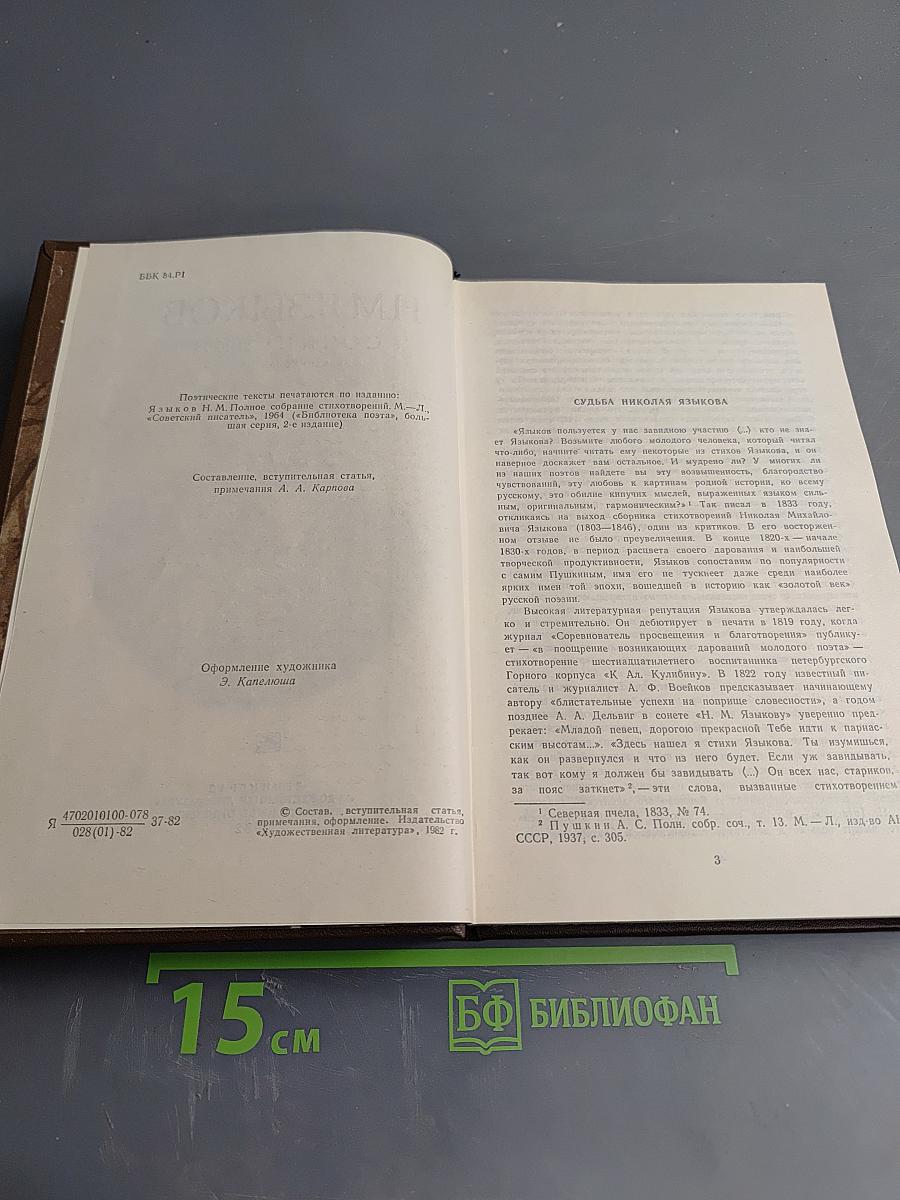 ББК 84.Р1
Поэтические тексты печатаются по изданию:
Языков Н. М. Полное собрание стихотворений. М.—Л.,
«Советский писатель», 1964 («Библиотека поэта», боль-
шая серия, 2-е издание)
Составление, вступительная статья,
примечания А. А. Карпова
Оформление художника
Э. Капелюша
Я 4702010100-078
028(01)-82 37-82
© Состав, вступительная статья,
примечания, оформление. Издательство
«Художественная литература», 1982 г.
СУДЬБА НИКОЛАЯ ЯЗЫКОВА
«Языков пользуется у нас завидною участию ⟨...⟩ кто не зна-
ет Языкова? Возьмите любого молодого человека, который читал
что-либо, начните читать ему некоторые из стихов Языкова, и он
наверное доскажет вам остальное. И мудрено ли? У многих ли
из наших поэтов найдете вы эту возвышенность, благородство
чувствований, эту любовь к картинам родной истории, ко всему
русскому, это обилие кипучих мыслей, выраженных языком силь-
ным, оригинальным, гармоническим?»¹ Так писал в 1833 году,
откликаясь на выход сборника стихотворений Николая Михайло-
вича Языкова (1803—1846), один из критиков. В его восторжен-
ном отзыве не было преувеличения. В конце 1820-х — начале
1830-х годов, в период расцвета своего дарования и наибольшей
творческой продуктивности, Языков сопоставим по популярности
с самим Пушкиным, имя его не тускнеет даже среди наиболее
ярких имен той эпохи, вошедшей в историю как «золотой век»
русской поэзии.
Высокая литературная репутация Языкова утверждалась лег-
ко и стремительно. Он дебютирует в печати в 1819 году, когда
журнал «Соревнователь просвещения и благотворения» публику-
ет — «в поощрение возникающих дарований молодого поэта» —
стихотворение шестнадцатилетнего воспитанника петербургского
Горного корпуса «К Ал. Кулибину». В 1822 году известный пи-
сатель и журналист А. Ф. Воейков предсказывает начинающему
автору «блистательные успехи на поприще словесности», а годом
позднее А. А. Дельвиг в сонете «Н. М. Языкову» уверенно пред-
рекает: «Младой певец, дорогою прекрасной Тебе идти к парнас-
ским высотам...». «Здесь нашел я стихи Языкова. Ты изумишься,
как он развернулся и что из него будет. Если уж завидывать,
так вот кому я должен бы завидывать ⟨...⟩ Он всех нас, стариков,
за пояс заткнет»², — эти слова, вызванные стихотворением
¹ Северная пчела, 1833, № 74.
² Пушкин А. С. Полн. собр. соч., т. 13. М. — Л., изд-во АН
СССР, 1937, с. 305.
3
15 см
БФ БИБЛИОФАН